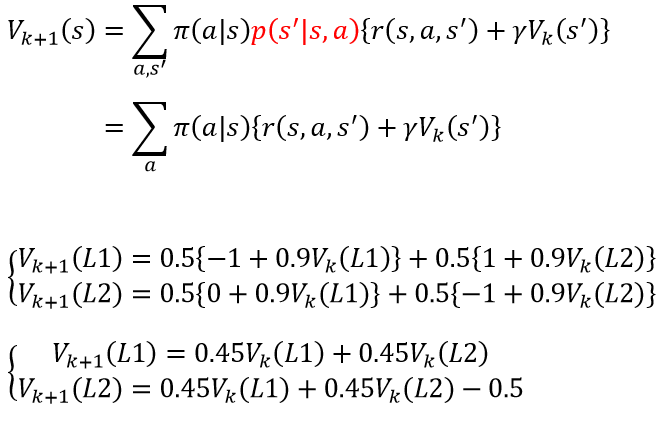 V_{k+1}(s) = ∑_{a,s′} π(a|s)p(s′|s, a){r(s, a, s′) + γV_k(s′)}
= ∑_a π(a|s){r(s, a, s′) + γV_k(s′)}
{V_{k+1}(L1) = 0.5{−1 + 0.9V_k(L1)} + 0.5{1 + 0.9V_k(L2)}
V_{k+1}(L2) = 0.5{0 + 0.9V_k(L1)} + 0.5{−1 + 0.9V_k(L2)}
{V_{k+1}(L1) = 0.45V_k(L1) + 0.45V_k(L2)
V_{k+1}(L2) = 0.45V_k(L1) + 0.45V_k(L2) − 0.5